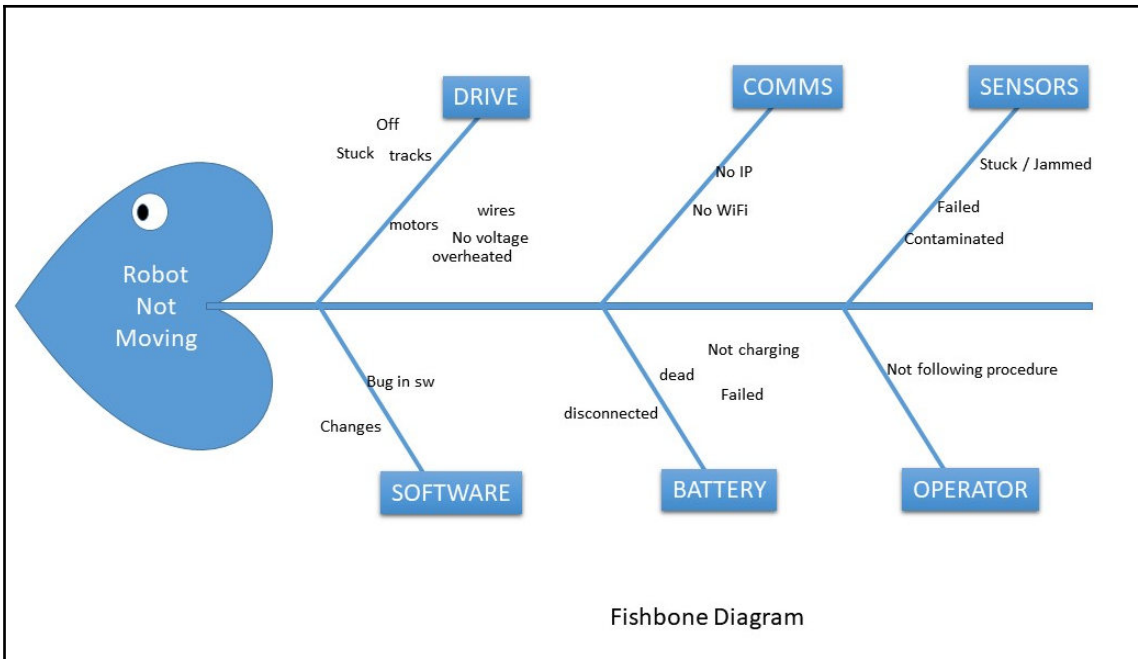 DRIVE
COMMS
SENSORS
Off
Stuck tracks
motors
wires
No voltage
overheated
No IP
No WiFi
Stuck / Jammed
Failed
Contaminated
Robot
Not
Moving
Bug in sw
Changes
Not charging
dead
Failed
disconnected
Not following procedure
SOFTWARE
BATTERY
OPERATOR
Fishbone Diagram